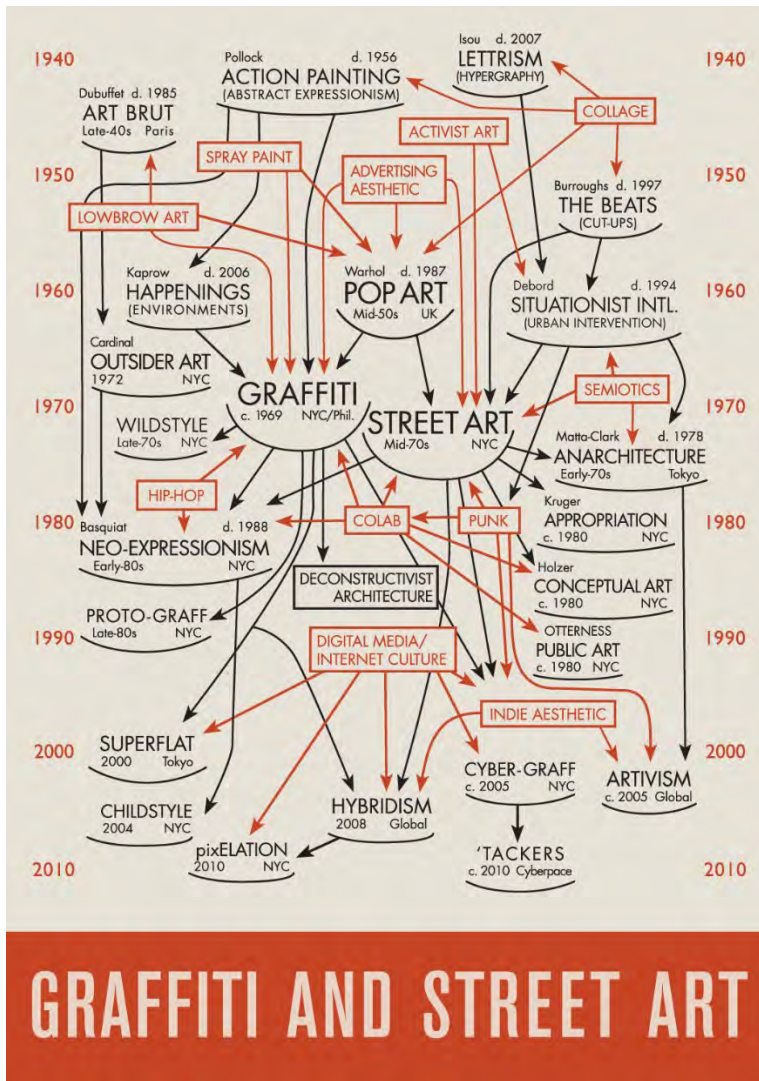 1940
Pollock d. 1956
ACTION PAINTING
(ABSTRACT EXPRESSIONISM)
Isou d. 2007
LETTRISM
(HYPERGRAPHY)
1940
Dubuffet d. 1985
ART BRUT
Late-40s Paris
COLLAGE
SPRAY PAINT
ACTIVIST ART
1950
ADVERTISING
AESTHETIC
1950
Burroughs d. 1997
THE BEATS
(CUT-UPS)
LOWBROW ART
Kaprow d. 2006
HAPPENINGS
(ENVIRONMENTS)
Warhol d. 1987
POP ART
Mid-50s UK
Debord d. 1994
SITUATIONIST INTL.
(URBAN INTERVENTION)
1960
1960
Cardinal
OUTSIDER ART
1972 NYC
GRAFFITI
c. 1969 NYC/Phil.
SEMIOTICS
1970
WILDSTYLE
Late-70s NYC
STREET ART
Mid-70s NYC
1970
Matta-Clark d. 1978
ANARCHITECTURE
Early-70s Tokyo
HIP-HOP
Kruger
APPROPRIATION
c. 1980 NYC
1980
Basquiat d. 1988
NEO-EXPRESSIONISM
Early-80s NYC
COLAB
PUNK
1980
DECONSTRUCTIVIST
ARCHITECTURE
Holzer
CONCEPTUAL ART
c. 1980 NYC
PROTO-GRAFF
Late-80s NYC
1990
DIGITAL MEDIA/
INTERNET CULTURE
OTTERNESS
PUBLIC ART
c. 1980 NYC
1990
INDIE AESTHETIC
SUPERFLAT
2000 Tokyo
2000
2000
CYBER-GRAFF
c. 2005 NYC
ARTIVISM
c. 2005 Global
CHILDSTYLE
2004 NYC
HYBRIDISM
2008 Global
pixELATION
2010 NYC
'TACKERS
c. 2010 Cyberpace
2010
2010
GRAFFITI AND STREET ART